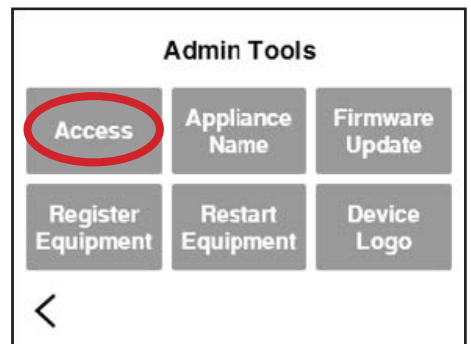 Admin Tools
Access
Appliance
Name
Firmware
Update
Register
Equipment
Restart
Equipment
Device
Logo